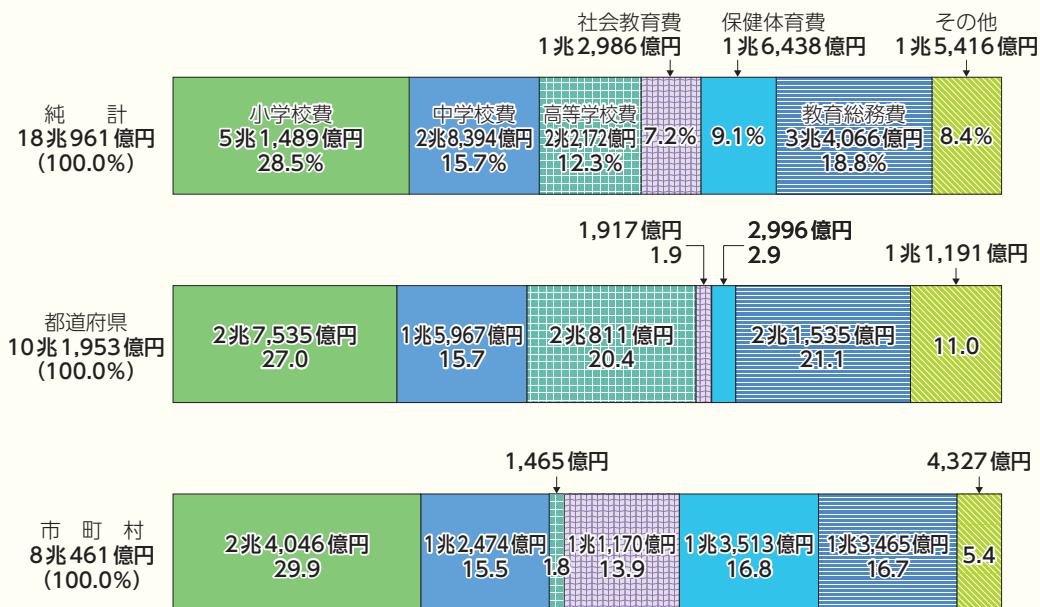 社会教育費
1兆2,986億円
保健体育費
1兆6,438億円
その他
1兆5,416億円
純計
18兆961億円
(100.0%)
小学校費
5兆1,489億円
28.5%
中学校費
2兆8,394億円
15.7%
高等学校費
2兆2,172億円
12.3%
7.2%
9.1%
教育総務費
3兆4,066億円
18.8%
8.4%
1,917億円
1.9
2,996億円
2.9
1兆1,191億円
都道府県
10兆1,953億円
(100.0%)
2兆7,535億円
27.0
1兆5,967億円
15.7
2兆811億円
20.4
2兆1,535億円
21.1
11.0
1,465億円
4,327億円
市町村
8兆461億円
(100.0%)
2兆4,046億円
29.9
1兆2,474億円
15.5
1.8
1兆1,170億円
13.9
1兆3,513億円
16.8
1兆3,465億円
16.7
5.4